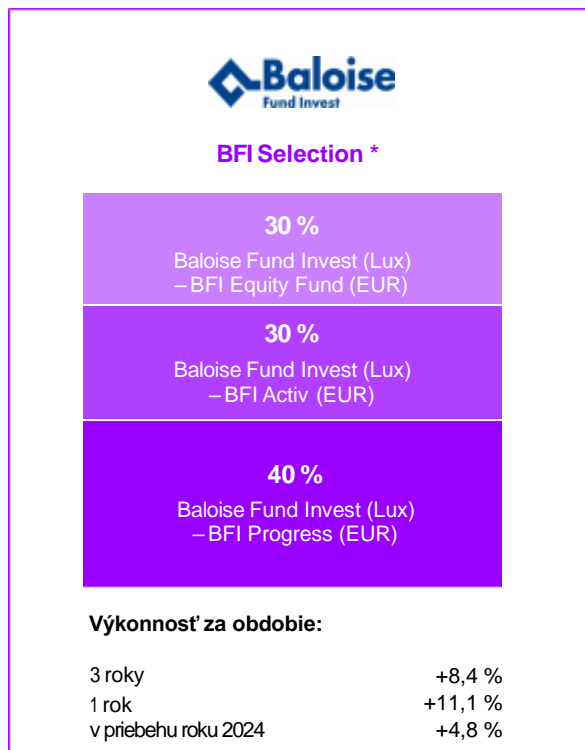 Baloise
Fund Invest
BFI Selection *
30 %
Baloise Fund Invest (Lux)
– BFI Equity Fund (EUR)
30 %
Baloise Fund Invest (Lux)
– BFI Activ (EUR)
40 %
Baloise Fund Invest (Lux)
– BFI Progress (EUR)
Výkonnosť za obdobie:
3 roky +8,4 %
1 rok +11,1 %
v priebehu roku 2024 +4,8 %